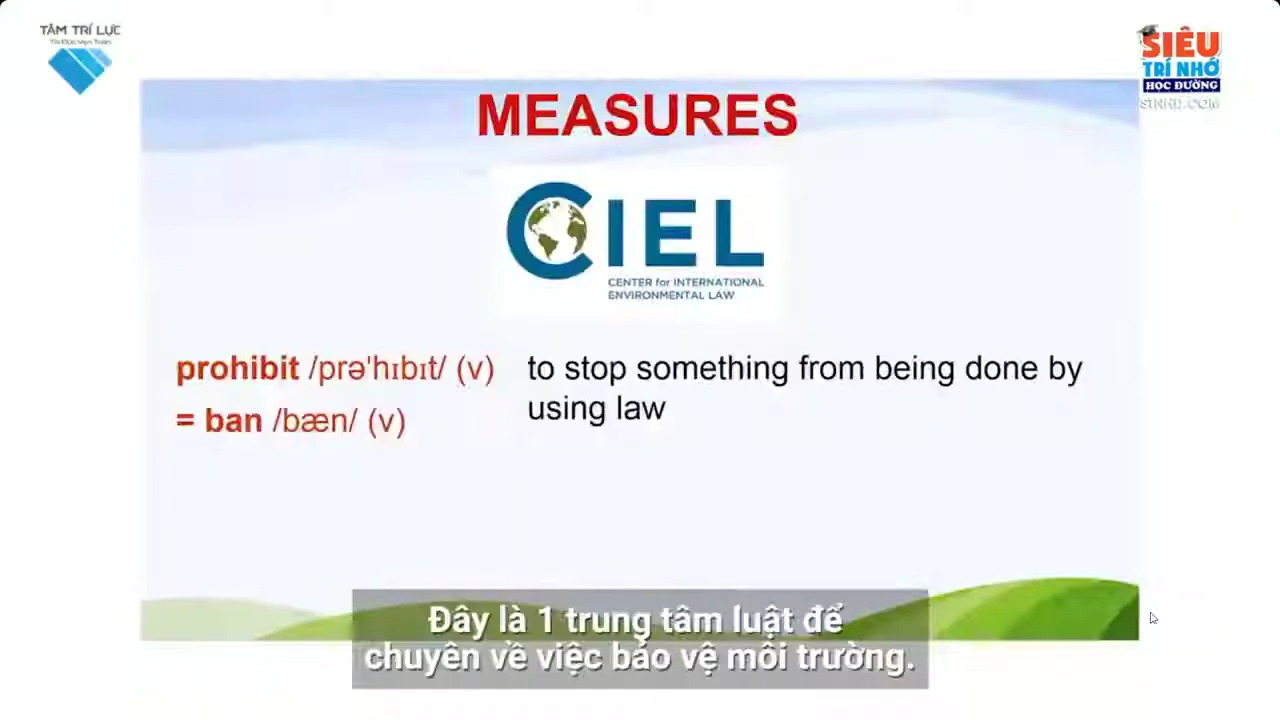 TÂM TRÍ LỰC
SIÊU
TRÍ NHỚ
HỌC ĐƯỜNG
STNHD.COM
MEASURES
CIEL
CENTER for INTERNATIONAL
ENVIRONMENTAL LAW
prohibit /prə'hɪbɪt/ (v) to stop something from being done by
using law
= ban /bæn/ (v)
Đây là 1 trung tâm luật để
chuyên về việc bảo vệ môi trường.